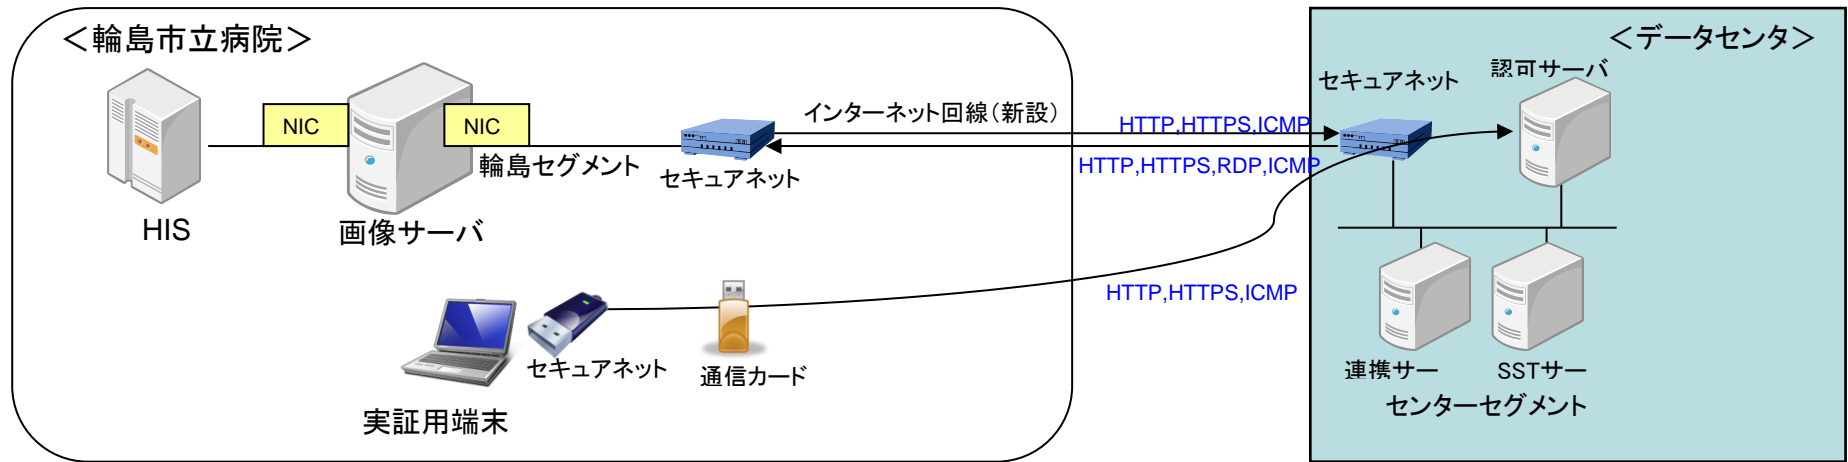 ＜輪島市立病院＞
＜データセンタ＞
認可サーバ
セキュアネット
インターネット回線（新設）
NIC
NIC
HTTP,HTTPS,ICMP
輪島セグメント
セキュアネット
HTTP,HTTPS,RDP,ICMP
HIS
画像サーバ
HTTP,HTTPS,ICMP
セキュアネット
通信カード
連携サー
SSTサー
センターセグメント
実証用端末